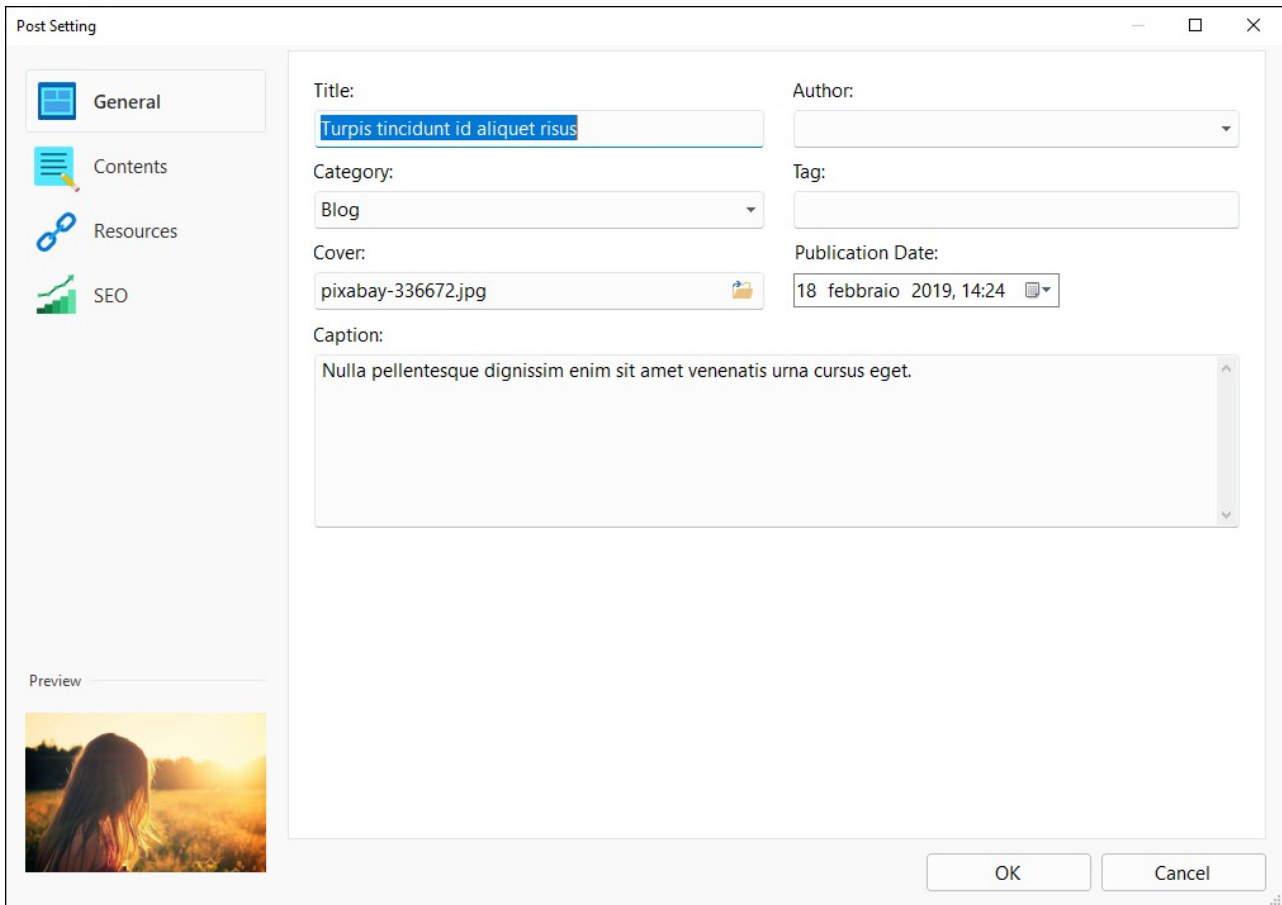 Post Setting
General
Contents
Resources
SEO
Title:
Author:
Turpis tincidunt id aliquet risus
Category:
Tag:
Blog
Cover:
Publication Date:
pixabay-336672.jpg
18 febbraio 2019, 14:24
Caption:
Nulla pellentesque dignissim enim sit amet venenatis urna cursus eget.
Preview
OK
Cancel